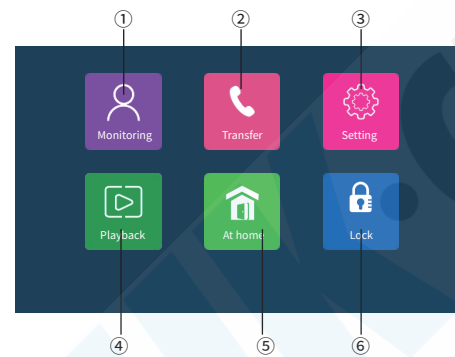 ① ② ③
Monitoring Transfer Setting
Playback At home Lock
④ ⑤ ⑥